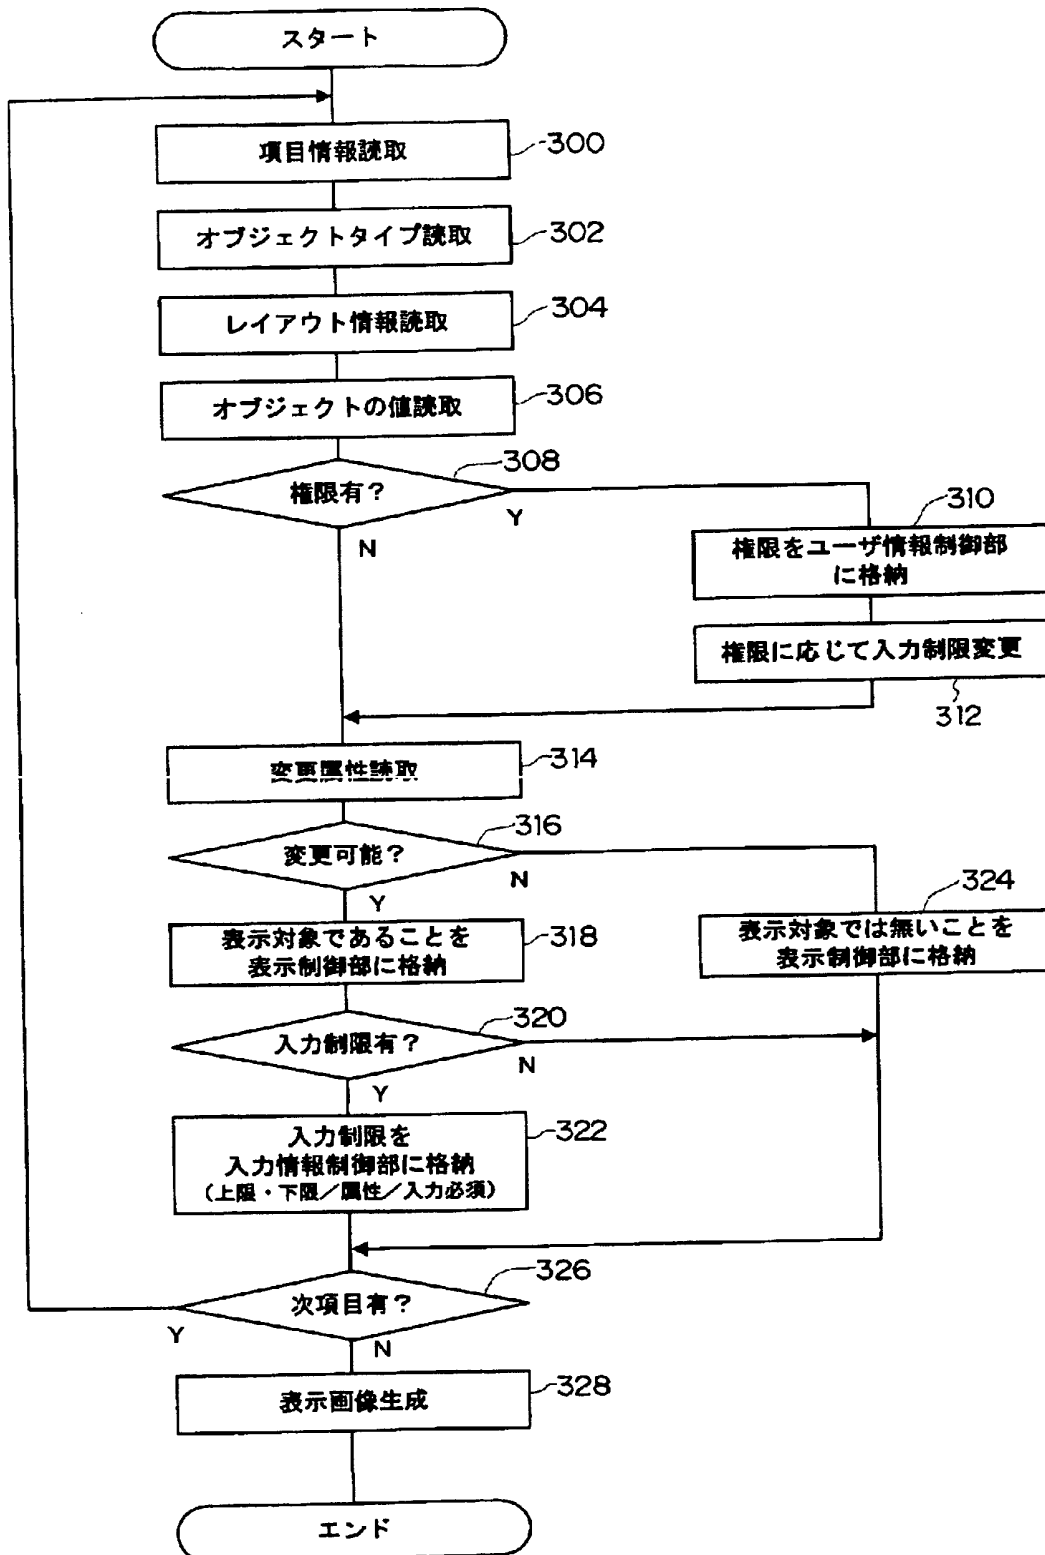 スタート
項目情報読取
300
オブジェクトタイプ読取
302
レイアウト情報読取
304
オブジェクトの値読取
306
権限有？
308
Y
N
権限をユーザ情報制御部
に格納
310
権限に応じて入力制限変更
312
変更属性読取
314
変更可能？
316
N
Y
表示対象であることを
表示制御部に格納
318
表示対象では無いことを
表示制御部に格納
324
入力制限有？
320
N
Y
入力制限を
入力情報制御部に格納
（上限・下限／属性／入力必須）
322
次項目有？
326
Y
N
表示画像生成
328
エンド